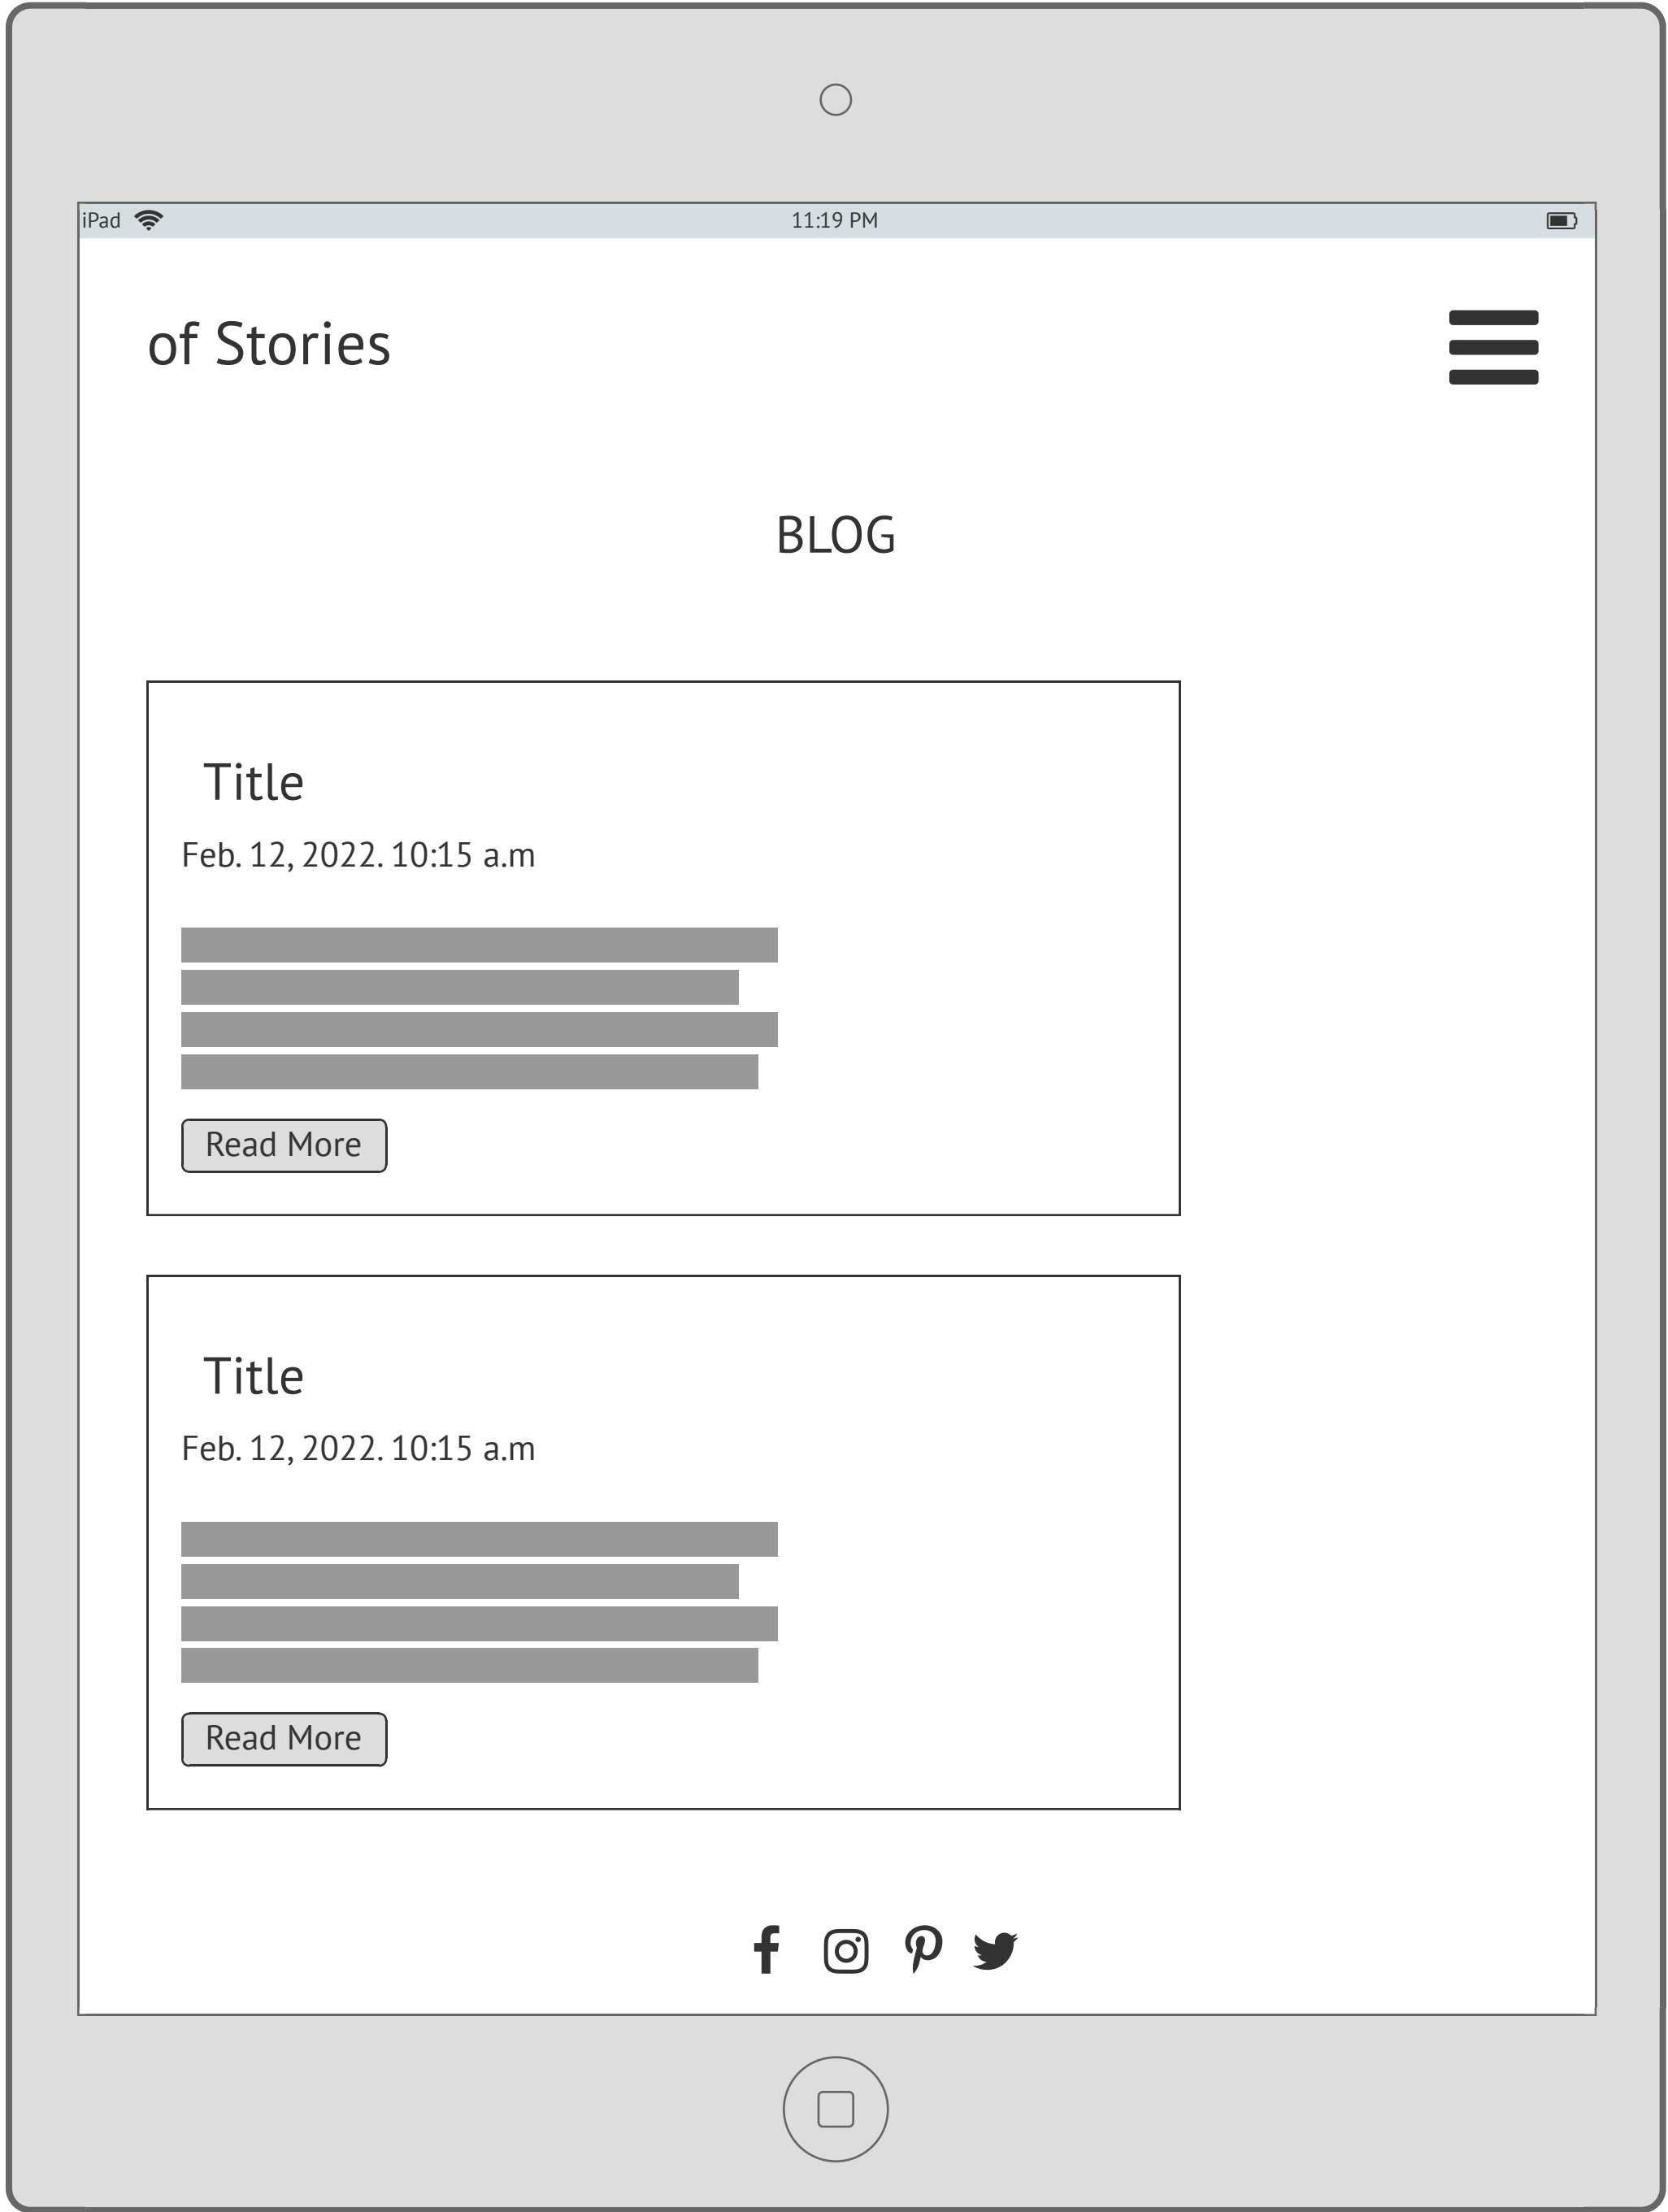 iPad 11:19 PM
of Stories
BLOG
Title
Feb. 12, 2022. 10:15 a.m
Read More
Title
Feb. 12, 2022. 10:15 a.m
Read More